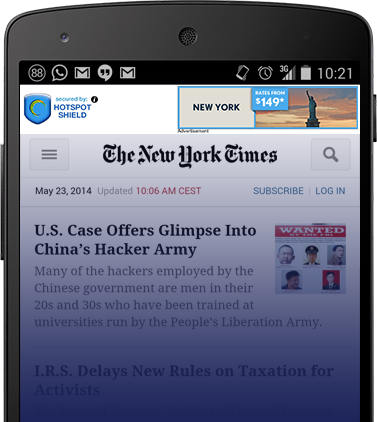 88
3G
10:21
secured by: i
HOTSPOT
SHIELD
NEW YORK
RATES FROM
$149*
Advertisement
The New York Times
May 23, 2014 Updated 10:06 AM CEST SUBSCRIBE | LOG IN
U.S. Case Offers Glimpse Into
China's Hacker Army
WANTED
BY THE FBI
Many of the hackers employed by the
Chinese government are men in their
20s and 30s who have been trained at
universities run by the People's Liberation Army.
I.R.S. Delays New Rules on Taxation for
Activists